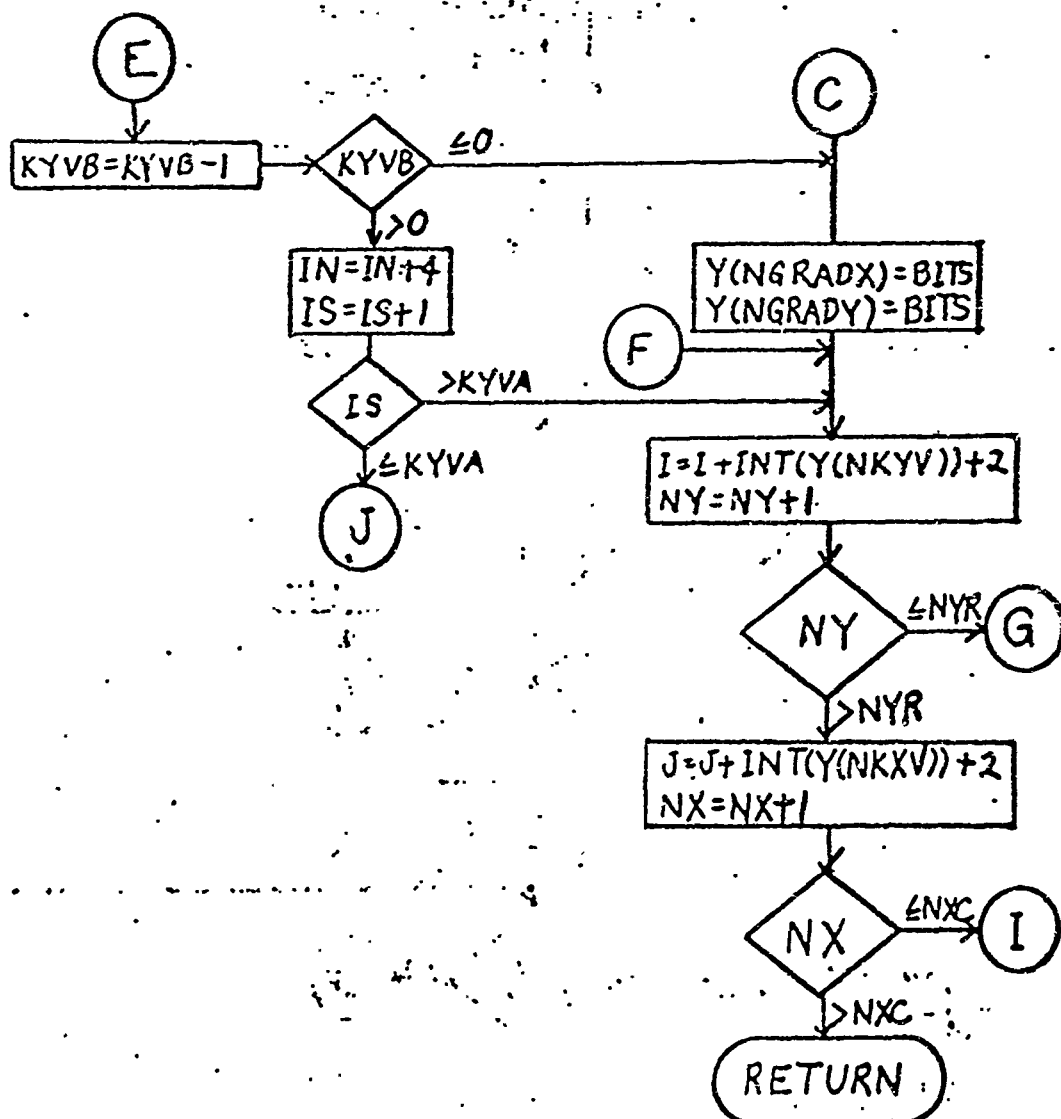 E
KYVB=KYVB-1
KYVB
≤0
>0
IN=IN+4
IS=IS+1
IS
>KYVA
≤KYVA
J
C
Y(NGRADX)=BITS
Y(NGRADY)=BITS
F
I=I+INT(Y(NKYV))+2
NY=NY+1
NY
≤NYR
G
>NYR
J=J+INT(Y(NKXV))+2
NX=NX+1
NX
≤NXC
I
>NXC
RETURN